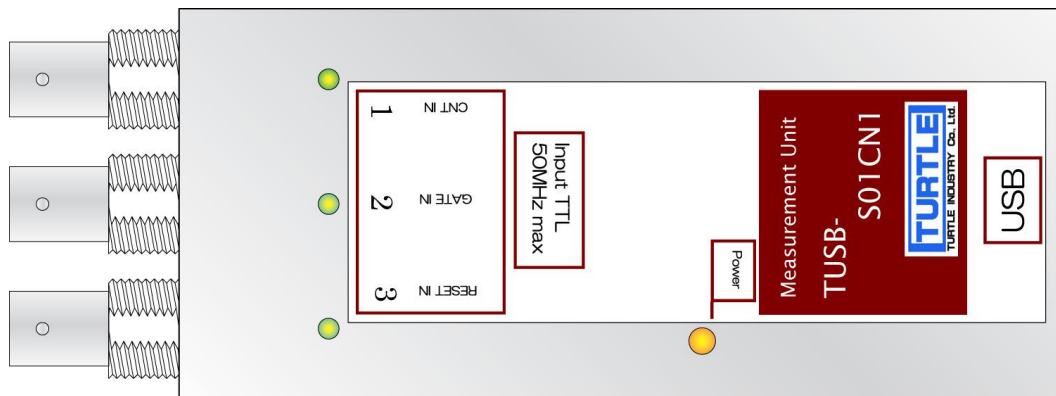 1
CNT IN
2
GATE IN
3
RESET IN
Input TTL
50MHz max
Power
Measurement Unit
TUSB-
S01CN1
TURTLE
TURTLE INDUSTRY Co., Ltd.
USB